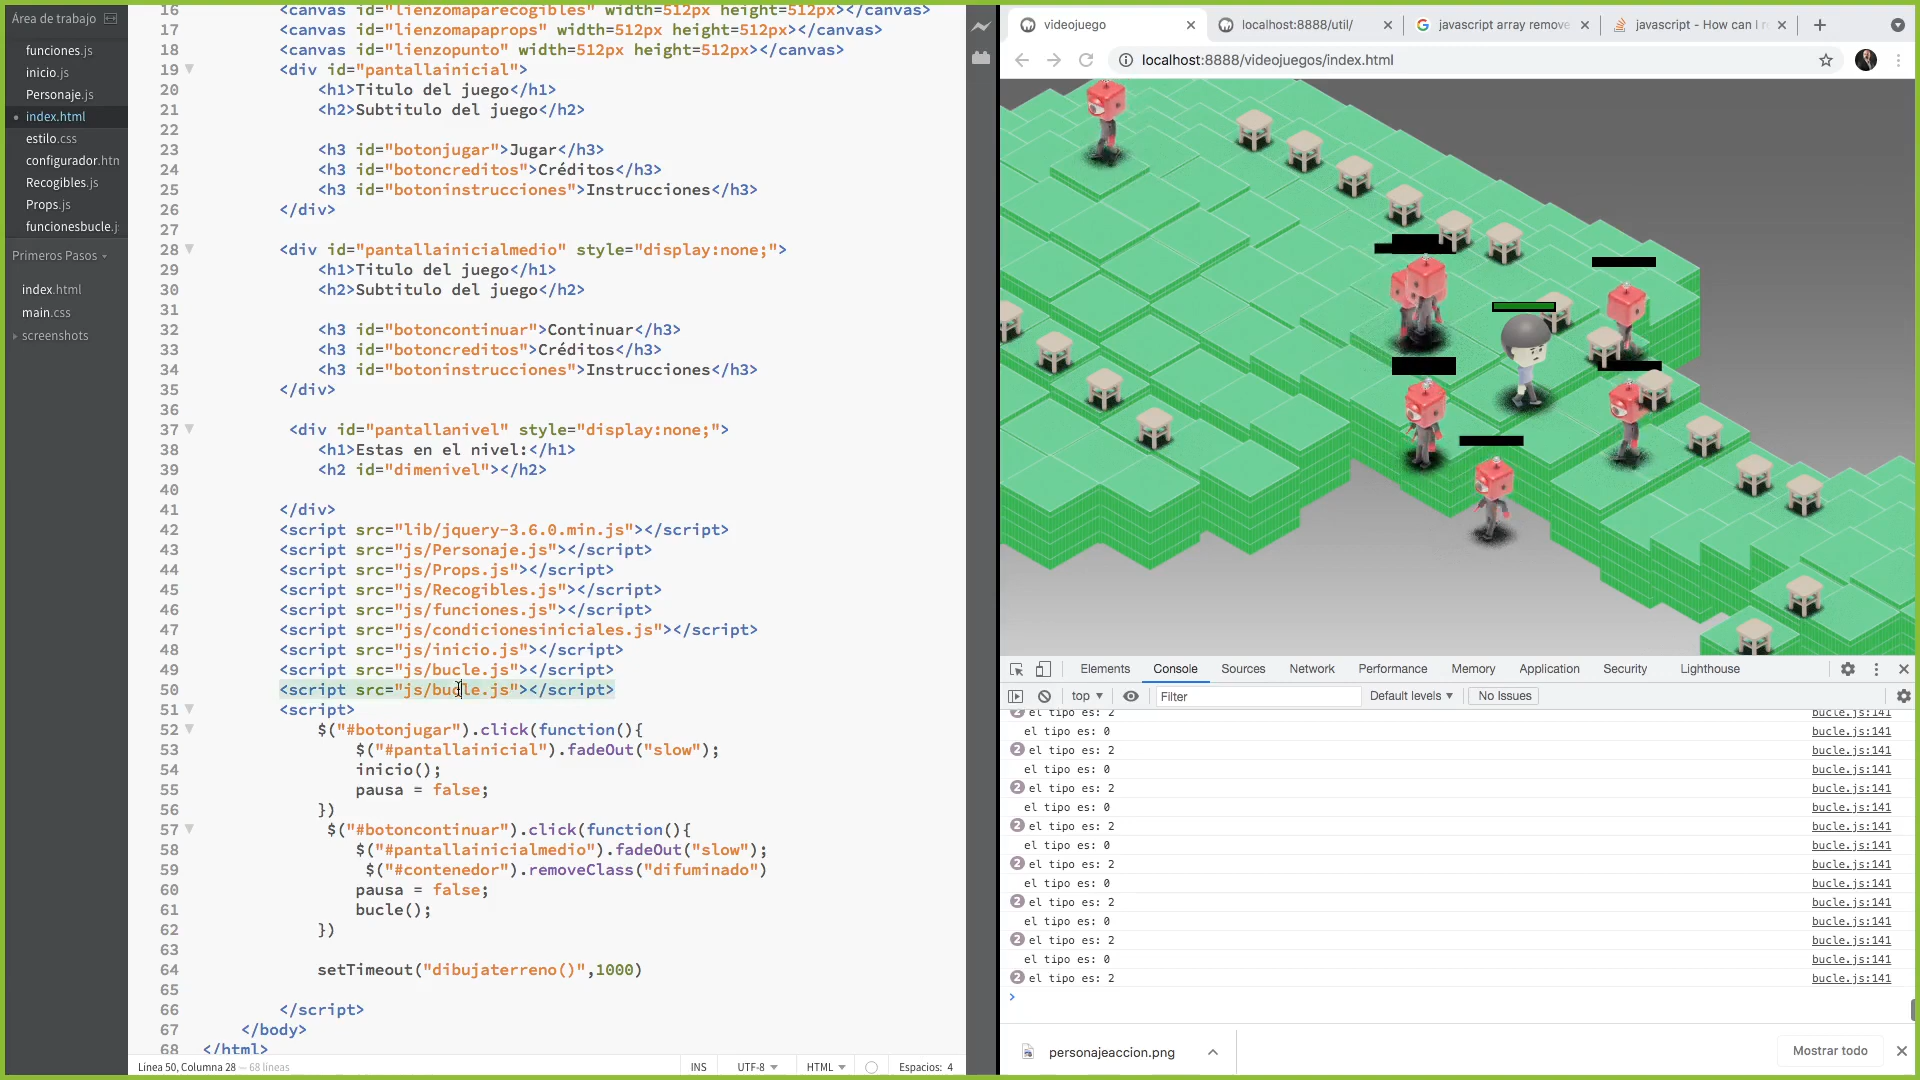 Área de trabajo
funciones.js
inicio.js
Personaje.js
index.html
estilo.css
configurador.htn
Recogibles.js
Props.js
funcionesbucle.j
Primeros Pasos
index.html
main.css
screenshots
16 <canvas id="lienzomaparecogibles" width=512px height=512px></canvas>
17 <canvas id="lienzomapaprops" width=512px height=512px></canvas>
18 <canvas id="lienzopunto" width=512px height=512px></canvas>
19 <div id="pantallainicial">
20 <h1>Titulo del juego</h1>
21 <h2>Subtitulo del juego</h2>
22
23 <h3 id="botonjugar">Jugar</h3>
24 <h3 id="botoncreditos">Créditos</h3>
25 <h3 id="botoninstrucciones">Instrucciones</h3>
26 </div>
27
28 <div id="pantallainicialmedio" style="display:none;">
29 <h1>Titulo del juego</h1>
30 <h2>Subtitulo del juego</h2>
31
32 <h3 id="botoncontinuar">Continuar</h3>
33 <h3 id="botoncreditos">Créditos</h3>
34 <h3 id="botoninstrucciones">Instrucciones</h3>
35 </div>
36
37 <div id="pantallanivel" style="display:none;">
38 <h1>Estas en el nivel:</h1>
39 <h2 id="dimenivel"></h2>
40
41 </div>
42 <script src="lib/jquery-3.6.0.min.js"></script>
43 <script src="js/Personaje.js"></script>
44 <script src="js/Props.js"></script>
45 <script src="js/Recogibles.js"></script>
46 <script src="js/funciones.js"></script>
47 <script src="js/condicionesiniciales.js"></script>
48 <script src="js/inicio.js"></script>
49 <script src="js/bucle.js"></script>
50 <script src="js/bucle.js"></script>
51 <script>
52 $("#botonjugar").click(function(){
53 $("#pantallainicial").fadeOut("slow");
54 inicio();
55 pausa = false;
56 })
57 $("#botoncontinuar").click(function(){
58 $("#pantallainicialmedio").fadeOut("slow");
59 $("#contenedor").removeClass("difuminado")
60 pausa = false;
61 bucle();
62 })
63
64 setTimeout("dibujaterreno()",1000)
65
66 </script>
67 </body>
68 </html>
Línea 50, Columna 28 — 68 líneas
INS
UTF-8
HTML
Espacios: 4
videojuego
localhost:8888/util/
javascript array remove
javascript - How can I r
localhost:8888/videojuegos/index.html
Elements Console Sources Network Performance Memory Application Security Lighthouse
top
Filter
Default levels
No Issues
2 el tipo es: 2 bucle.js:141
el tipo es: 0 bucle.js:141
2 el tipo es: 2 bucle.js:141
el tipo es: 0 bucle.js:141
2 el tipo es: 2 bucle.js:141
el tipo es: 0 bucle.js:141
2 el tipo es: 2 bucle.js:141
el tipo es: 0 bucle.js:141
2 el tipo es: 2 bucle.js:141
el tipo es: 0 bucle.js:141
2 el tipo es: 2 bucle.js:141
el tipo es: 0 bucle.js:141
2 el tipo es: 2 bucle.js:141
el tipo es: 0 bucle.js:141
2 el tipo es: 2 bucle.js:141
>
personajeaccion.png
Mostrar todo